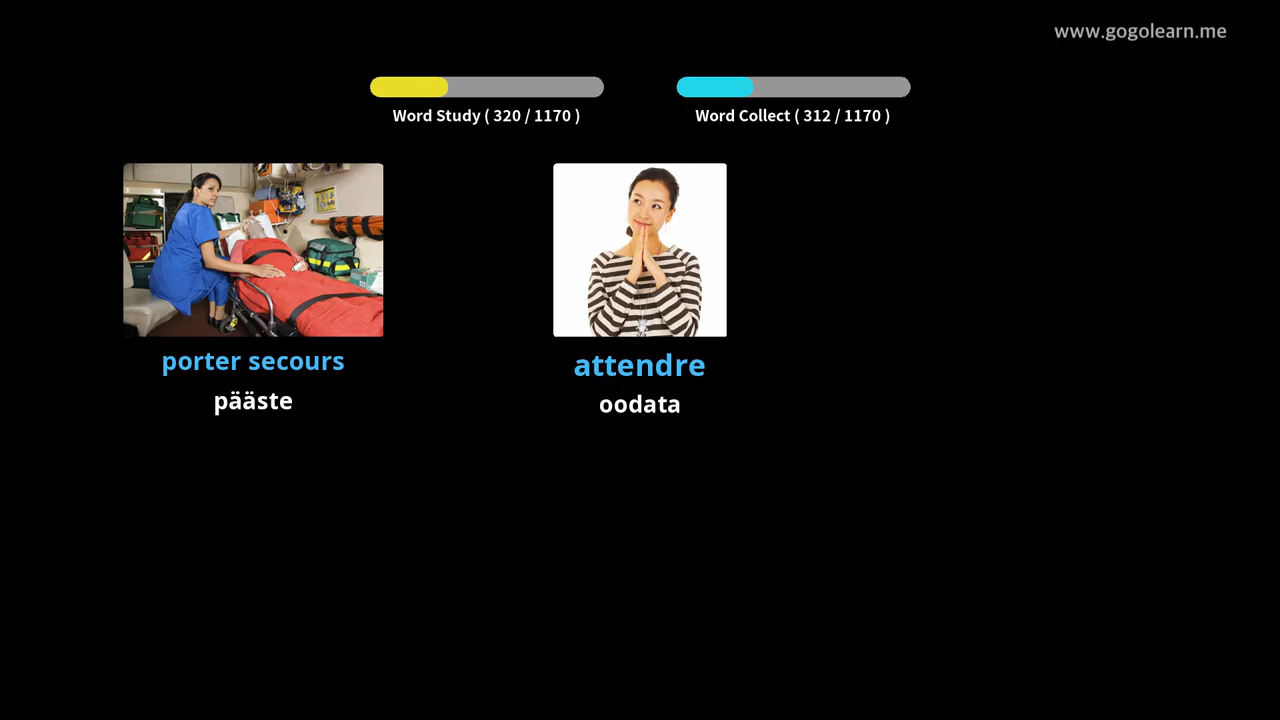 www.gogolearn.me
Word Study ( 320 / 1170 )
Word Collect ( 312 / 1170 )
porter secours
pääste
attendre
oodata